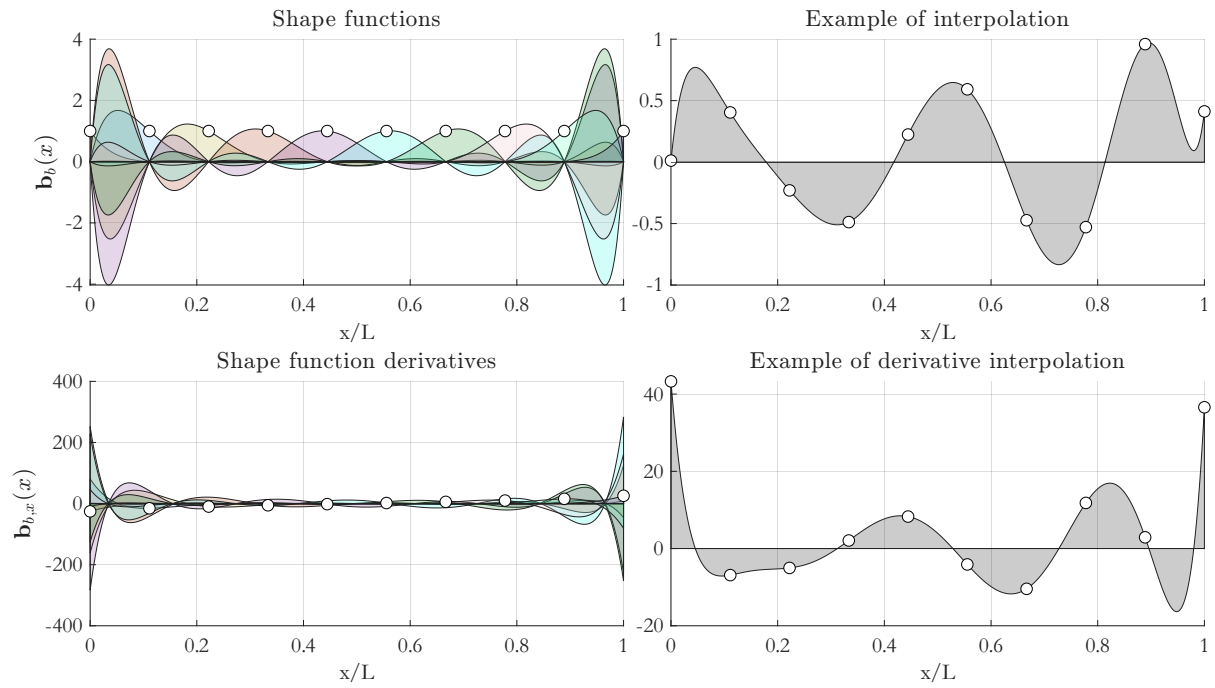 Shape functions
4
2
0
-2
-4
0 0.2 0.4 0.6 0.8 1
x/L
b_b(x)
Example of interpolation
1
0.5
0
-0.5
-1
0 0.2 0.4 0.6 0.8 1
x/L
Shape function derivatives
400
200
0
-200
-400
0 0.2 0.4 0.6 0.8 1
x/L
b_{b,x}(x)
Example of derivative interpolation
40
20
0
-20
0 0.2 0.4 0.6 0.8 1
x/L